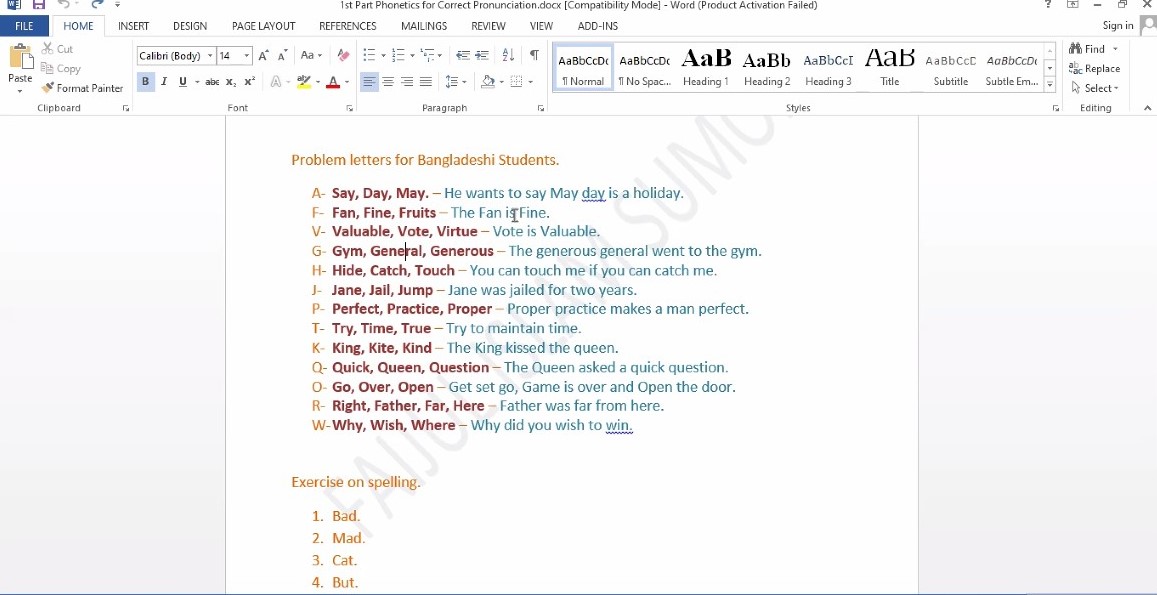 1st Part Phonetics for Correct Pronunciation.docx [Compatibility Mode] - Word (Product Activation Failed)
FILE HOME INSERT DESIGN PAGE LAYOUT REFERENCES MAILINGS REVIEW VIEW ADD-INS Sign in
Paste
Cut
Copy
Format Painter
Clipboard
Calibri (Body) 14
Font
Paragraph
AaBbCcDc AaBbCcDc AaB AaBb AaBbCcI AaB AaBbCcD AaBbCcDc
¶ Normal ¶ No Spac... Heading 1 Heading 2 Heading 3 Title Subtitle Subtle Em...
Styles
Find
Replace
Select
Editing
Problem letters for Bangladeshi Students.
A- Say, Day, May. – He wants to say May day is a holiday.
F- Fan, Fine, Fruits – The Fan is Fine.
V- Valuable, Vote, Virtue – Vote is Valuable.
G- Gym, General, Generous – The generous general went to the gym.
H- Hide, Catch, Touch – You can touch me if you can catch me.
J- Jane, Jail, Jump – Jane was jailed for two years.
P- Perfect, Practice, Proper – Proper practice makes a man perfect.
T- Try, Time, True – Try to maintain time.
K- King, Kite, Kind – The King kissed the queen.
Q- Quick, Queen, Question – The Queen asked a quick question.
O- Go, Over, Open – Get set go, Game is over and Open the door.
R- Right, Father, Far, Here – Father was far from here.
W- Why, Wish, Where – Why did you wish to win.
Exercise on spelling.
1. Bad.
2. Mad.
3. Cat.
4. But.